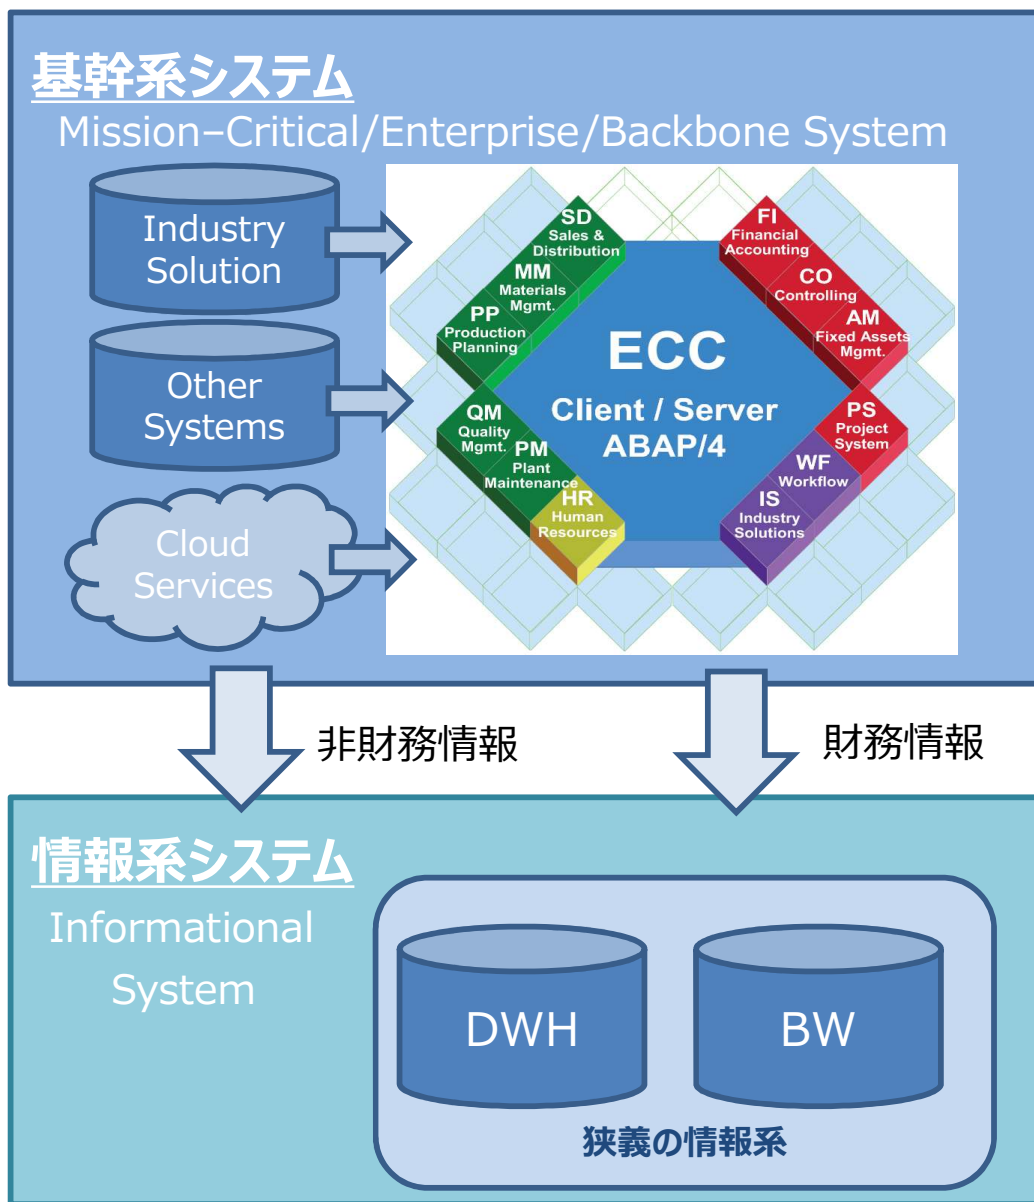 基幹系システム
Mission–Critical/Enterprise/Backbone System
Industry
Solution
Other
Systems
Cloud
Services
SD
Sales &
Distribution
MM
Materials
Mgmt.
PP
Production
Planning
FI
Financial
Accounting
CO
Controlling
AM
Fixed Assets
Mgmt.
ECC
Client / Server
ABAP/4
QM
Quality
Mgmt.
PM
Plant
Maintenance
HR
Human
Resources
PS
Project
System
WF
Workflow
IS
Industry
Solutions
非財務情報
財務情報
情報系システム
Informational
System
DWH
BW
狭義の情報系